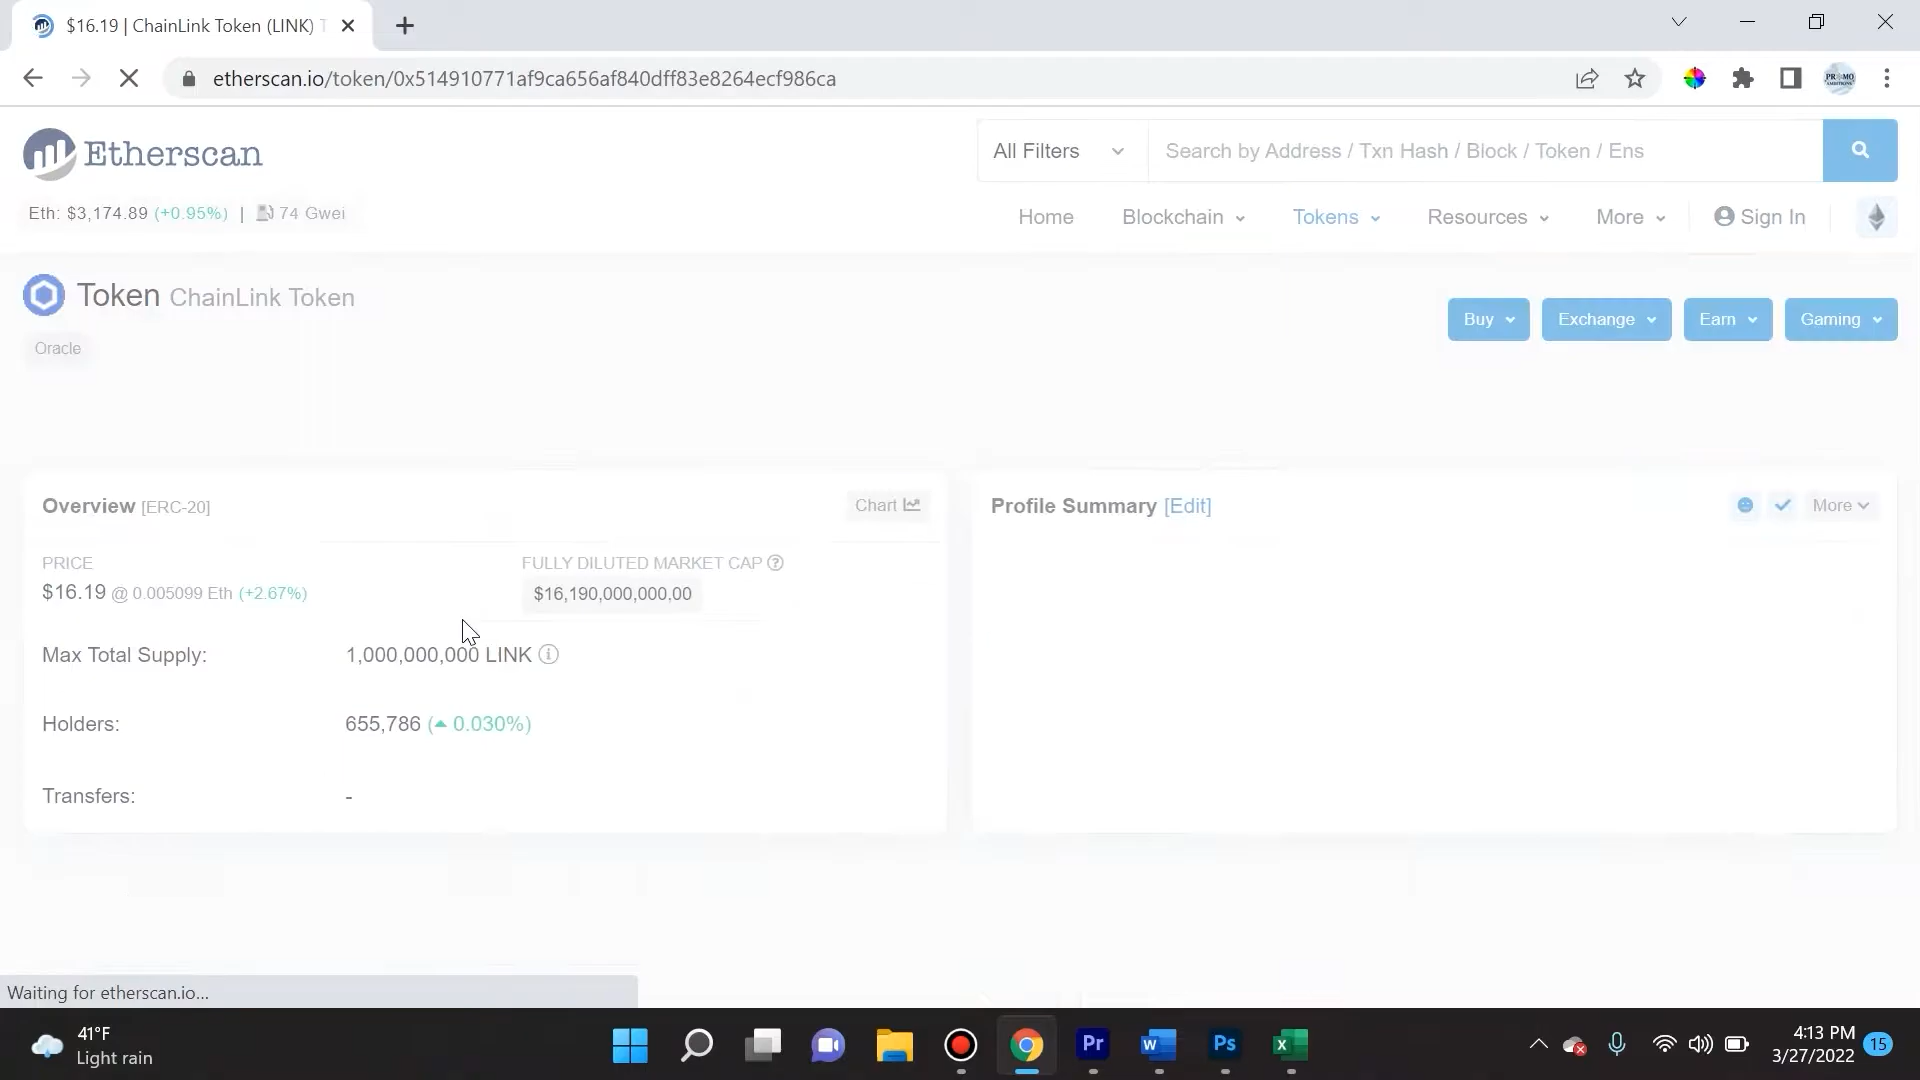 $16.19 | ChainLink Token (LINK) T
etherscan.io/token/0x514910771af9ca656af840dff83e8264ecf986ca
PROMO
Etherscan
All Filters
Search by Address / Txn Hash / Block / Token / Ens
Eth: $3,174.89 (+0.95%) | 74 Gwei
Home Blockchain Tokens Resources More Sign In
Token ChainLink Token
Oracle
Buy Exchange Earn Gaming
Overview [ERC-20]
Chart
Profile Summary [Edit]
More
PRICE
$16.19 @ 0.005099 Eth (+2.67%)
FULLY DILUTED MARKET CAP
$16,190,000,000.00
Max Total Supply: 1,000,000,000 LINK
Holders: 655,786 (0.030%)
Transfers: -
Waiting for etherscan.io...
41°F
Light rain
Pr
W
Ps
X
4:13 PM
3/27/2022
15